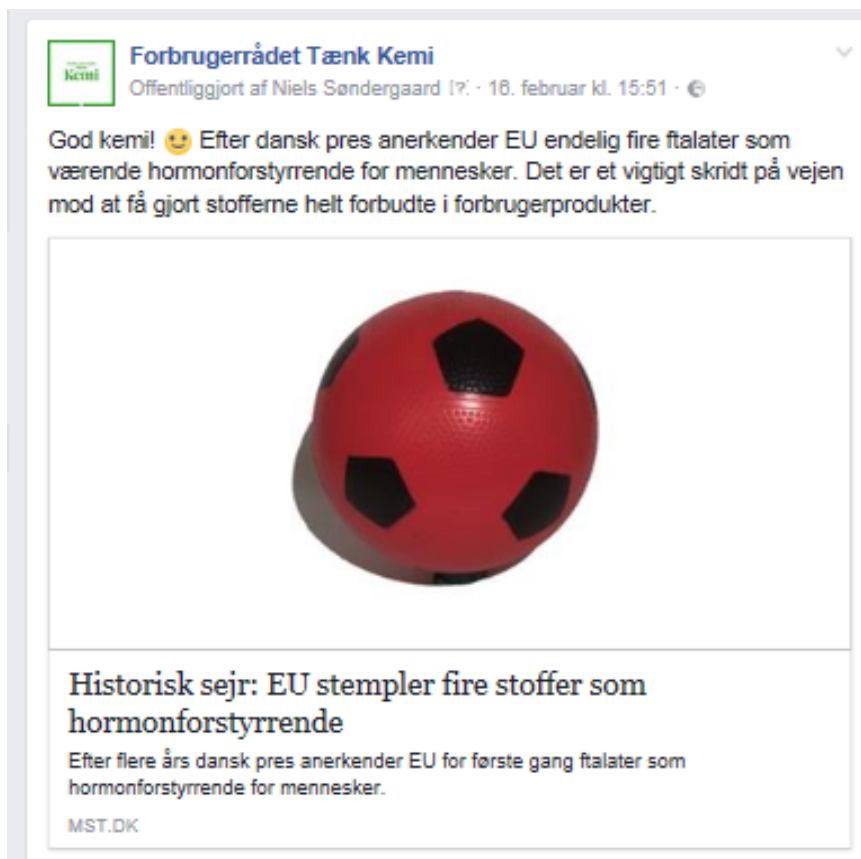 Kemi
Forbrugerrådet Tænk Kemi
Offentliggjort af Niels Søndergaard [?] · 16. februar kl. 15:51 ·
God kemi! Efter dansk pres anerkender EU endelig fire ftalater som
værende hormonforstyrrende for mennesker. Det er et vigtigt skridt på vejen
mod at få gjort stofferne helt forbudte i forbrugerprodukter.
Historisk sejr: EU stempler fire stoffer som
hormonforstyrrende
Efter flere års dansk pres anerkender EU for første gang ftalater som
hormonforstyrrende for mennesker.
MST.DK